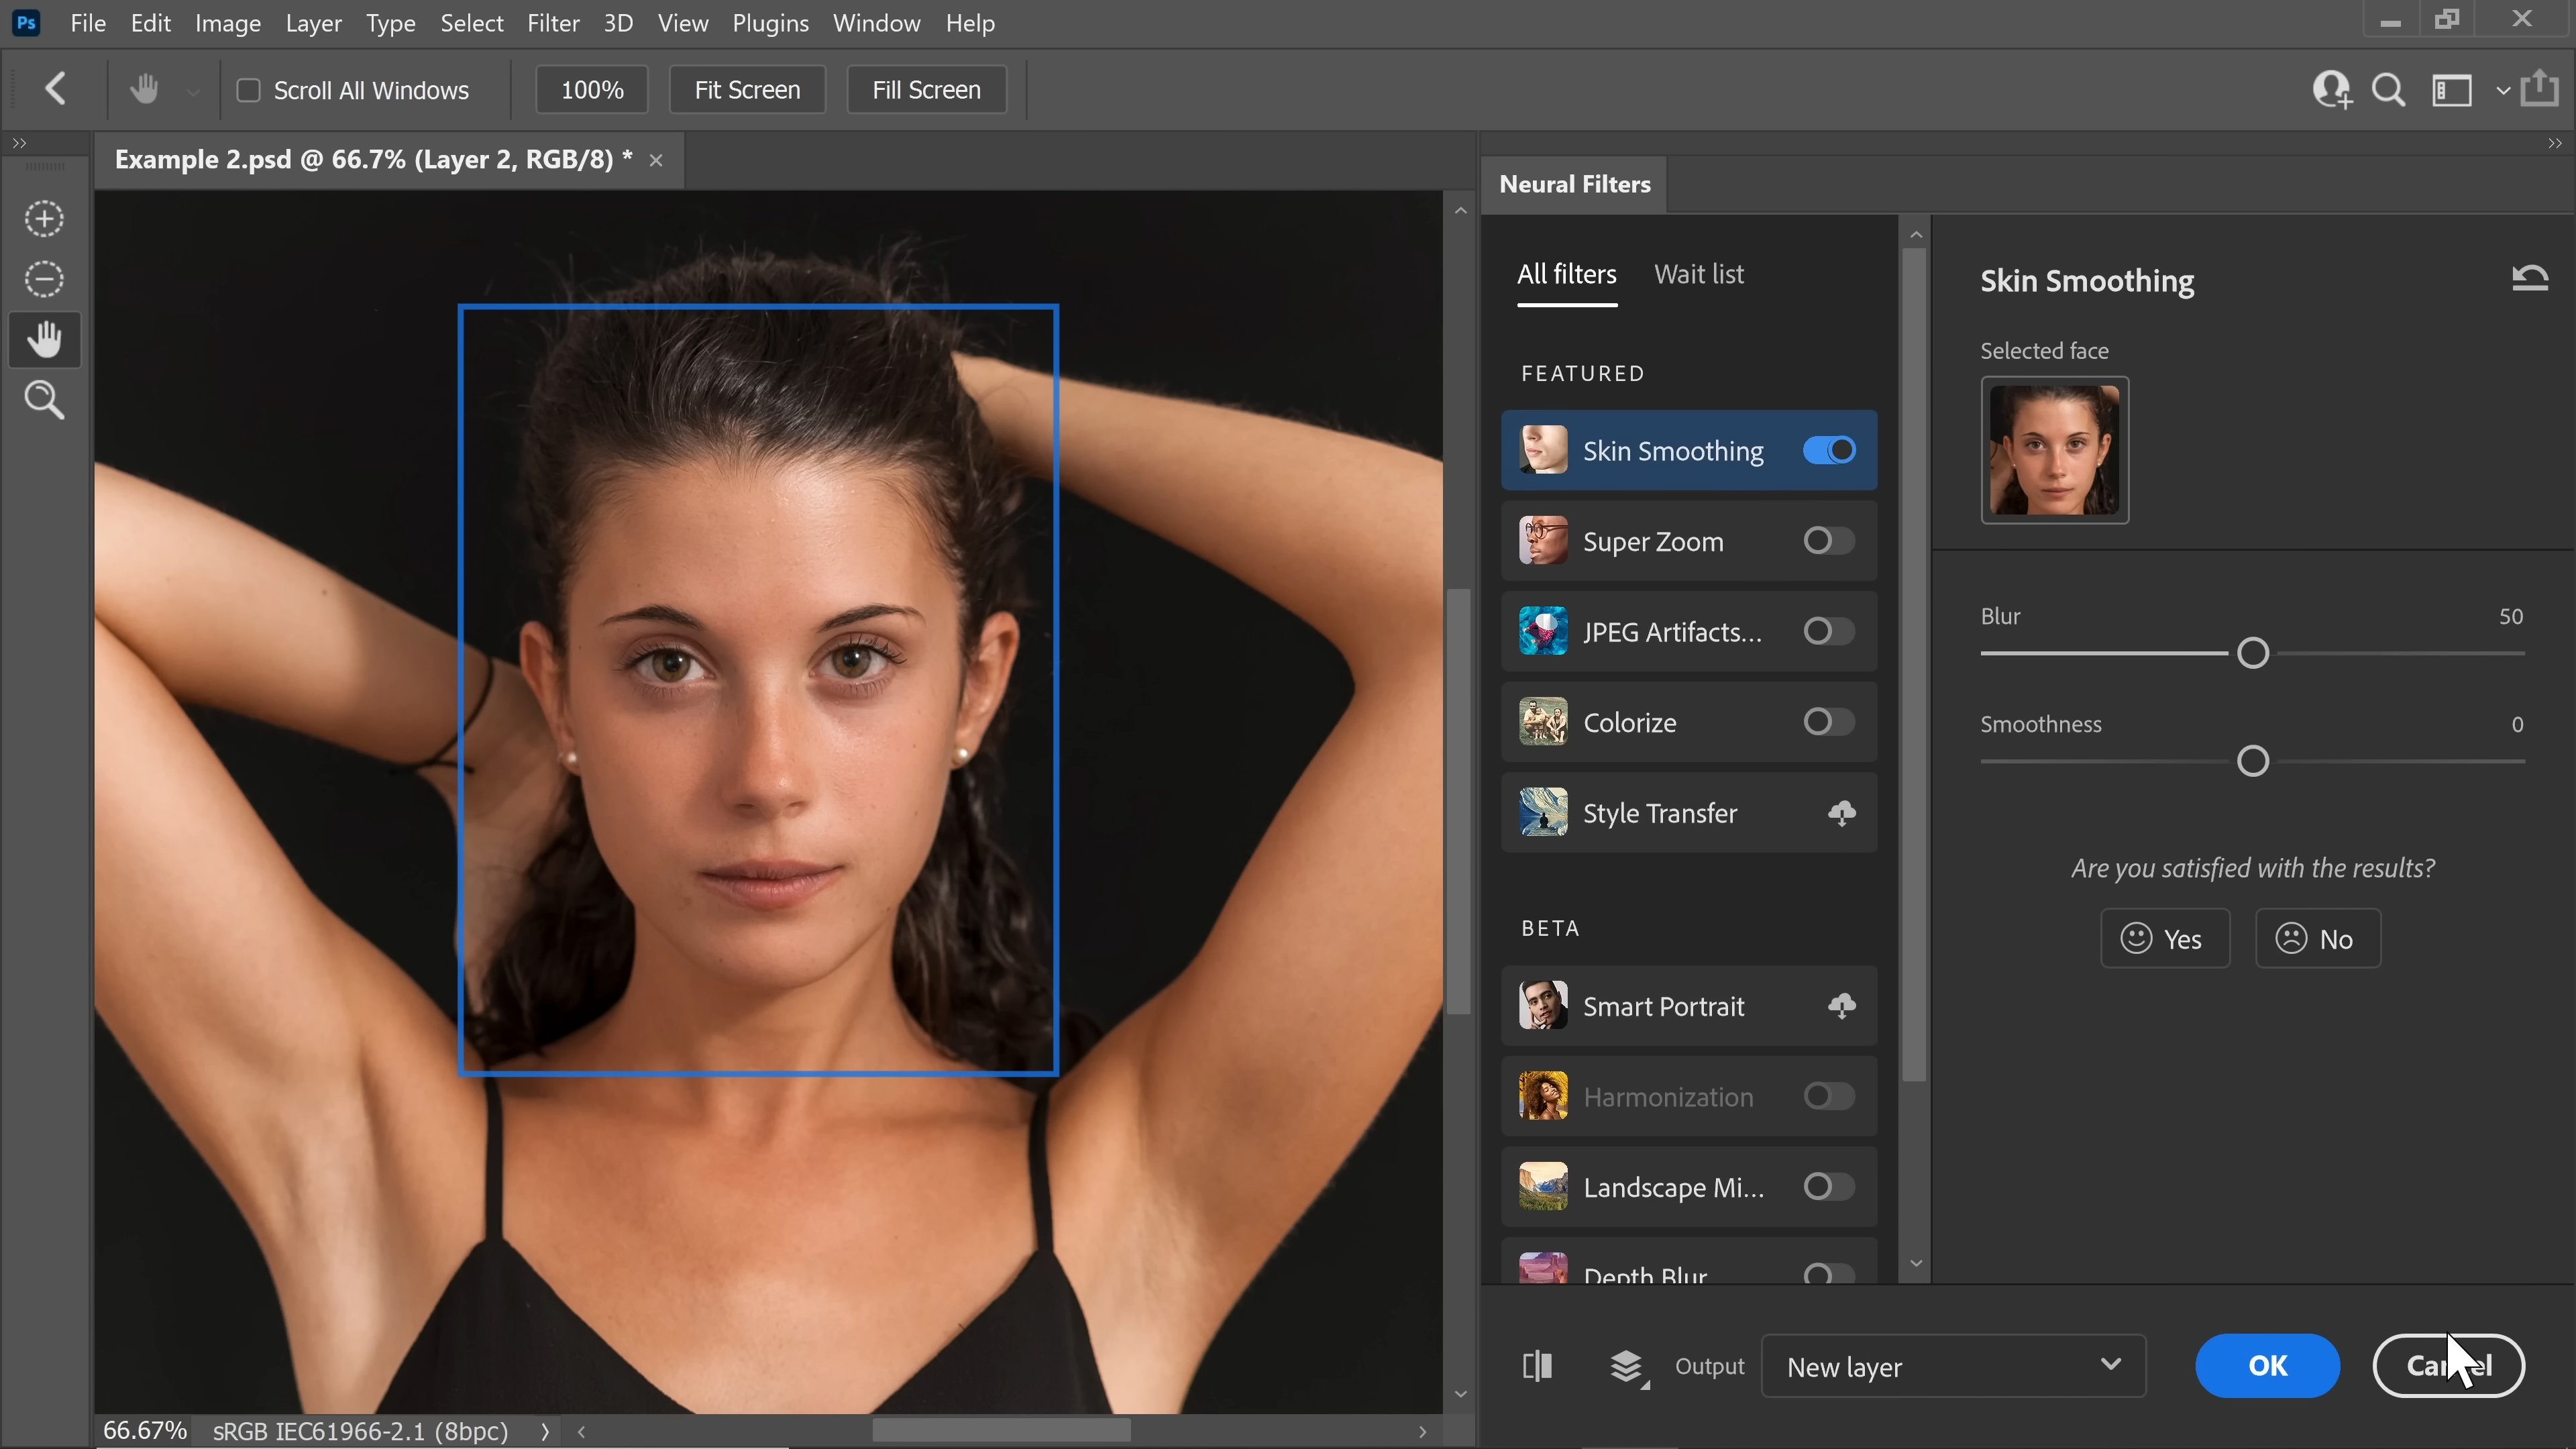 Ps File Edit Image Layer Type Select Filter 3D View Plugins Window Help
Scroll All Windows 100% Fit Screen Fill Screen
Example 2.psd @ 66.7% (Layer 2, RGB/8) *
Neural Filters
All filters Wait list
FEATURED
Skin Smoothing
Super Zoom
JPEG Artifacts...
Colorize
Style Transfer
BETA
Smart Portrait
Harmonization
Landscape Mi...
Depth Blur
Skin Smoothing
Selected face
Blur 50
Smoothness 0
Are you satisfied with the results?
Yes No
Output New layer OK Cancel
66.67% sRGB IEC61966-2.1 (8bpc)